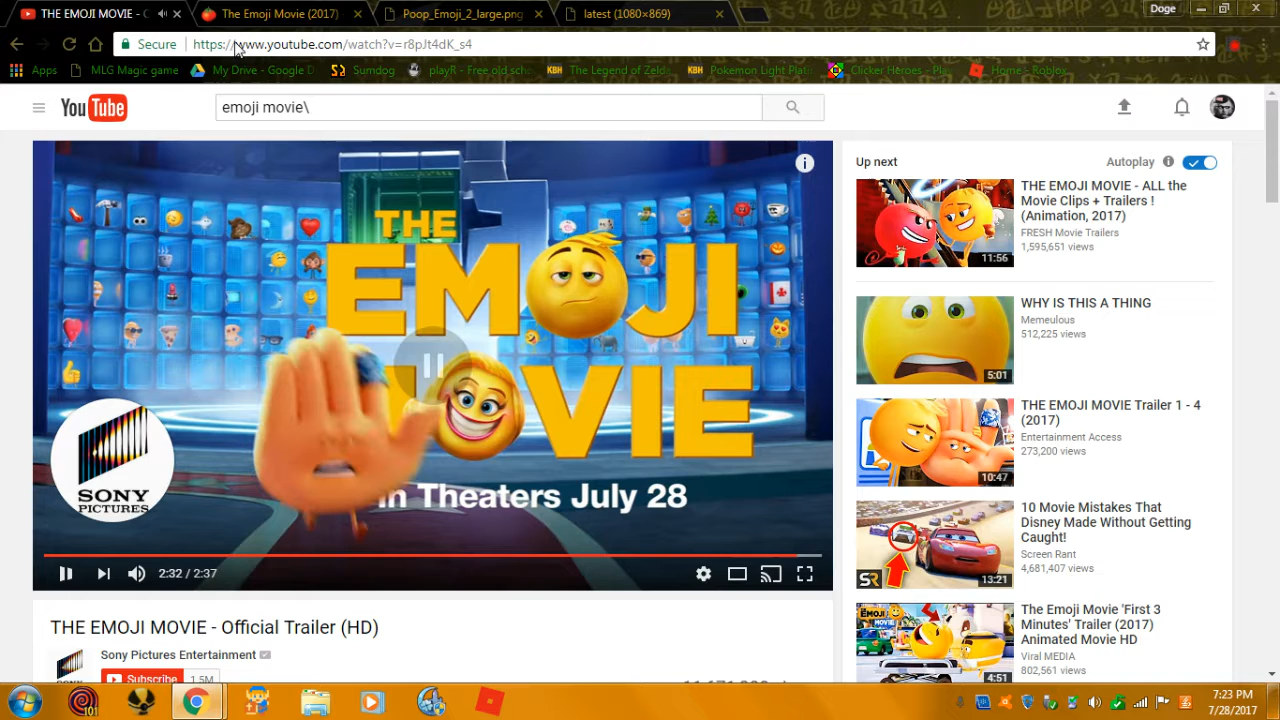 THE EMOJI MOVIE - C
The Emoji Movie (2017)
Poop_Emoji_2_large.png
latest (1080×869)
Doge
Secure
https://www.youtube.com/watch?v=r8pJt4dK_s4
Apps
MLG Magic game
My Drive - Google D
Sumdog
playR - Free old sch
KBH
The Legend of Zeld
KBH
Pokemon Light Plat
Clicker Heroes - Pla
Home - Roblox
YouTube
emoji movie\
THE
EMOJI
MOVIE
In Theaters July 28
SONY
PICTURES
2:32 / 2:37
THE EMOJI MOVIE - Official Trailer (HD)
Sony Pictures Entertainment
Subscribe
1.5M
Up next
Autoplay
THE EMOJI MOVIE - ALL the
Movie Clips + Trailers !
(Animation, 2017)
FRESH Movie Trailers
1,595,651 views
11:56
WHY IS THIS A THING
Memeulous
512,225 views
5:01
THE EMOJI MOVIE Trailer 1 - 4
(2017)
Entertainment Access
273,200 views
10:47
10 Movie Mistakes That
Disney Made Without Getting
Caught!
Screen Rant
4,681,407 views
SR
13:21
The Emoji Movie 'First 3
Minutes' Trailer (2017)
Animated Movie HD
Viral MEDIA
802,561 views
4:51
101
7:23 PM
7/28/2017